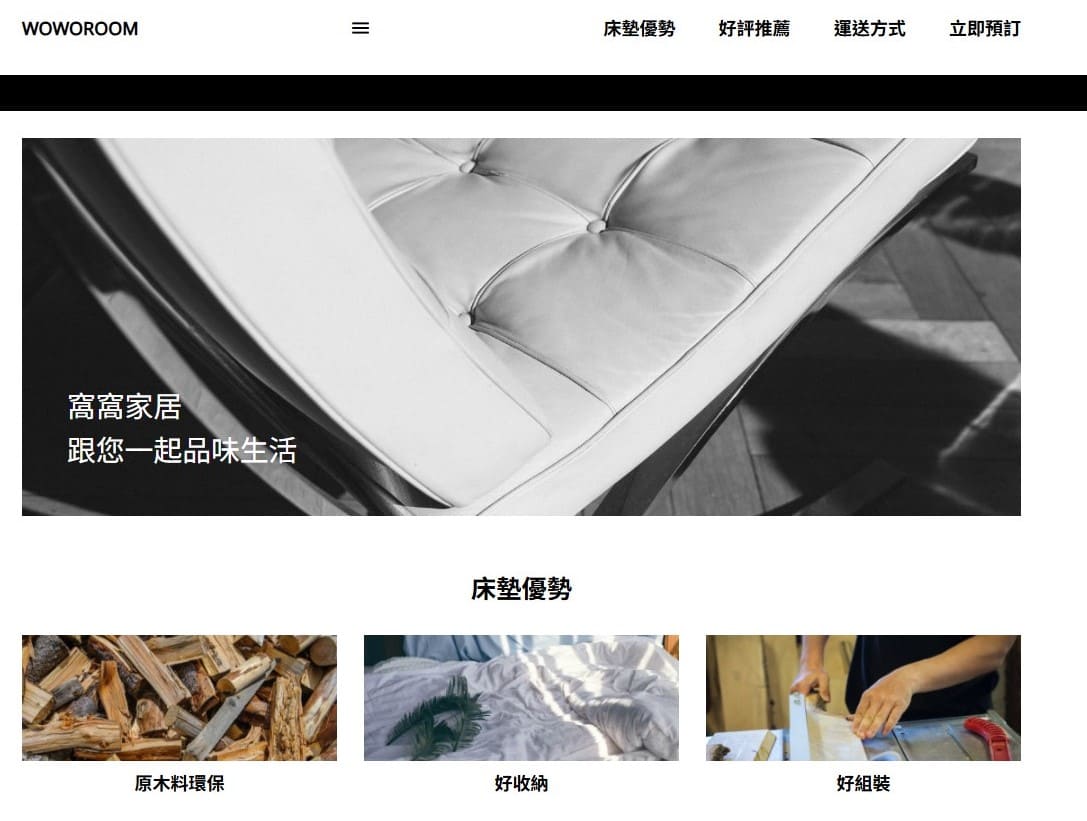 WOWOROOM
床墊優勢
好評推薦
運送方式
立即預訂
窩窩家居
跟您一起品味生活
床墊優勢
原木料環保
好收納
好組裝